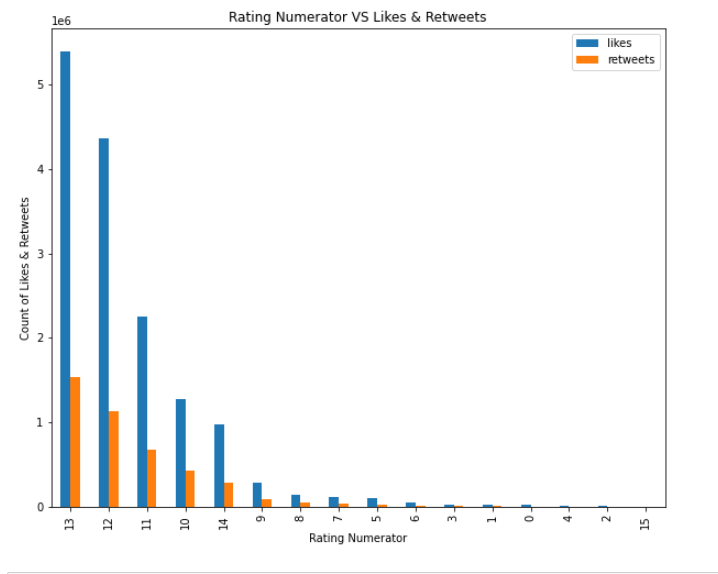 Rating Numerator VS Likes & Retweets
1e6
likes
retweets
5
4
3
2
1
0
Count of Likes & Retweets
13 12 11 10 14 9 8 7 5 6 3 1 0 4 2 15
Rating Numerator